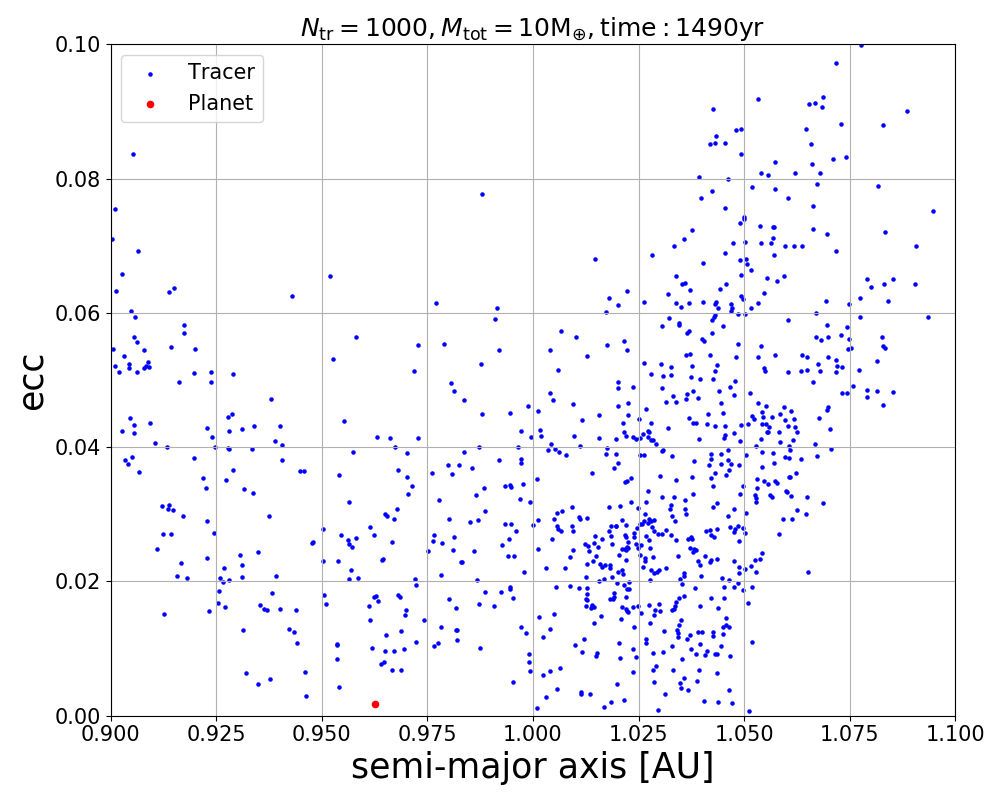 N_tr = 1000, M_tot = 10M_⊕, time : 1490yr
Tracer
Planet
ecc
0.10
0.08
0.06
0.04
0.02
0.00
0.900 0.925 0.950 0.975 1.000 1.025 1.050 1.075 1.100
semi-major axis [AU]